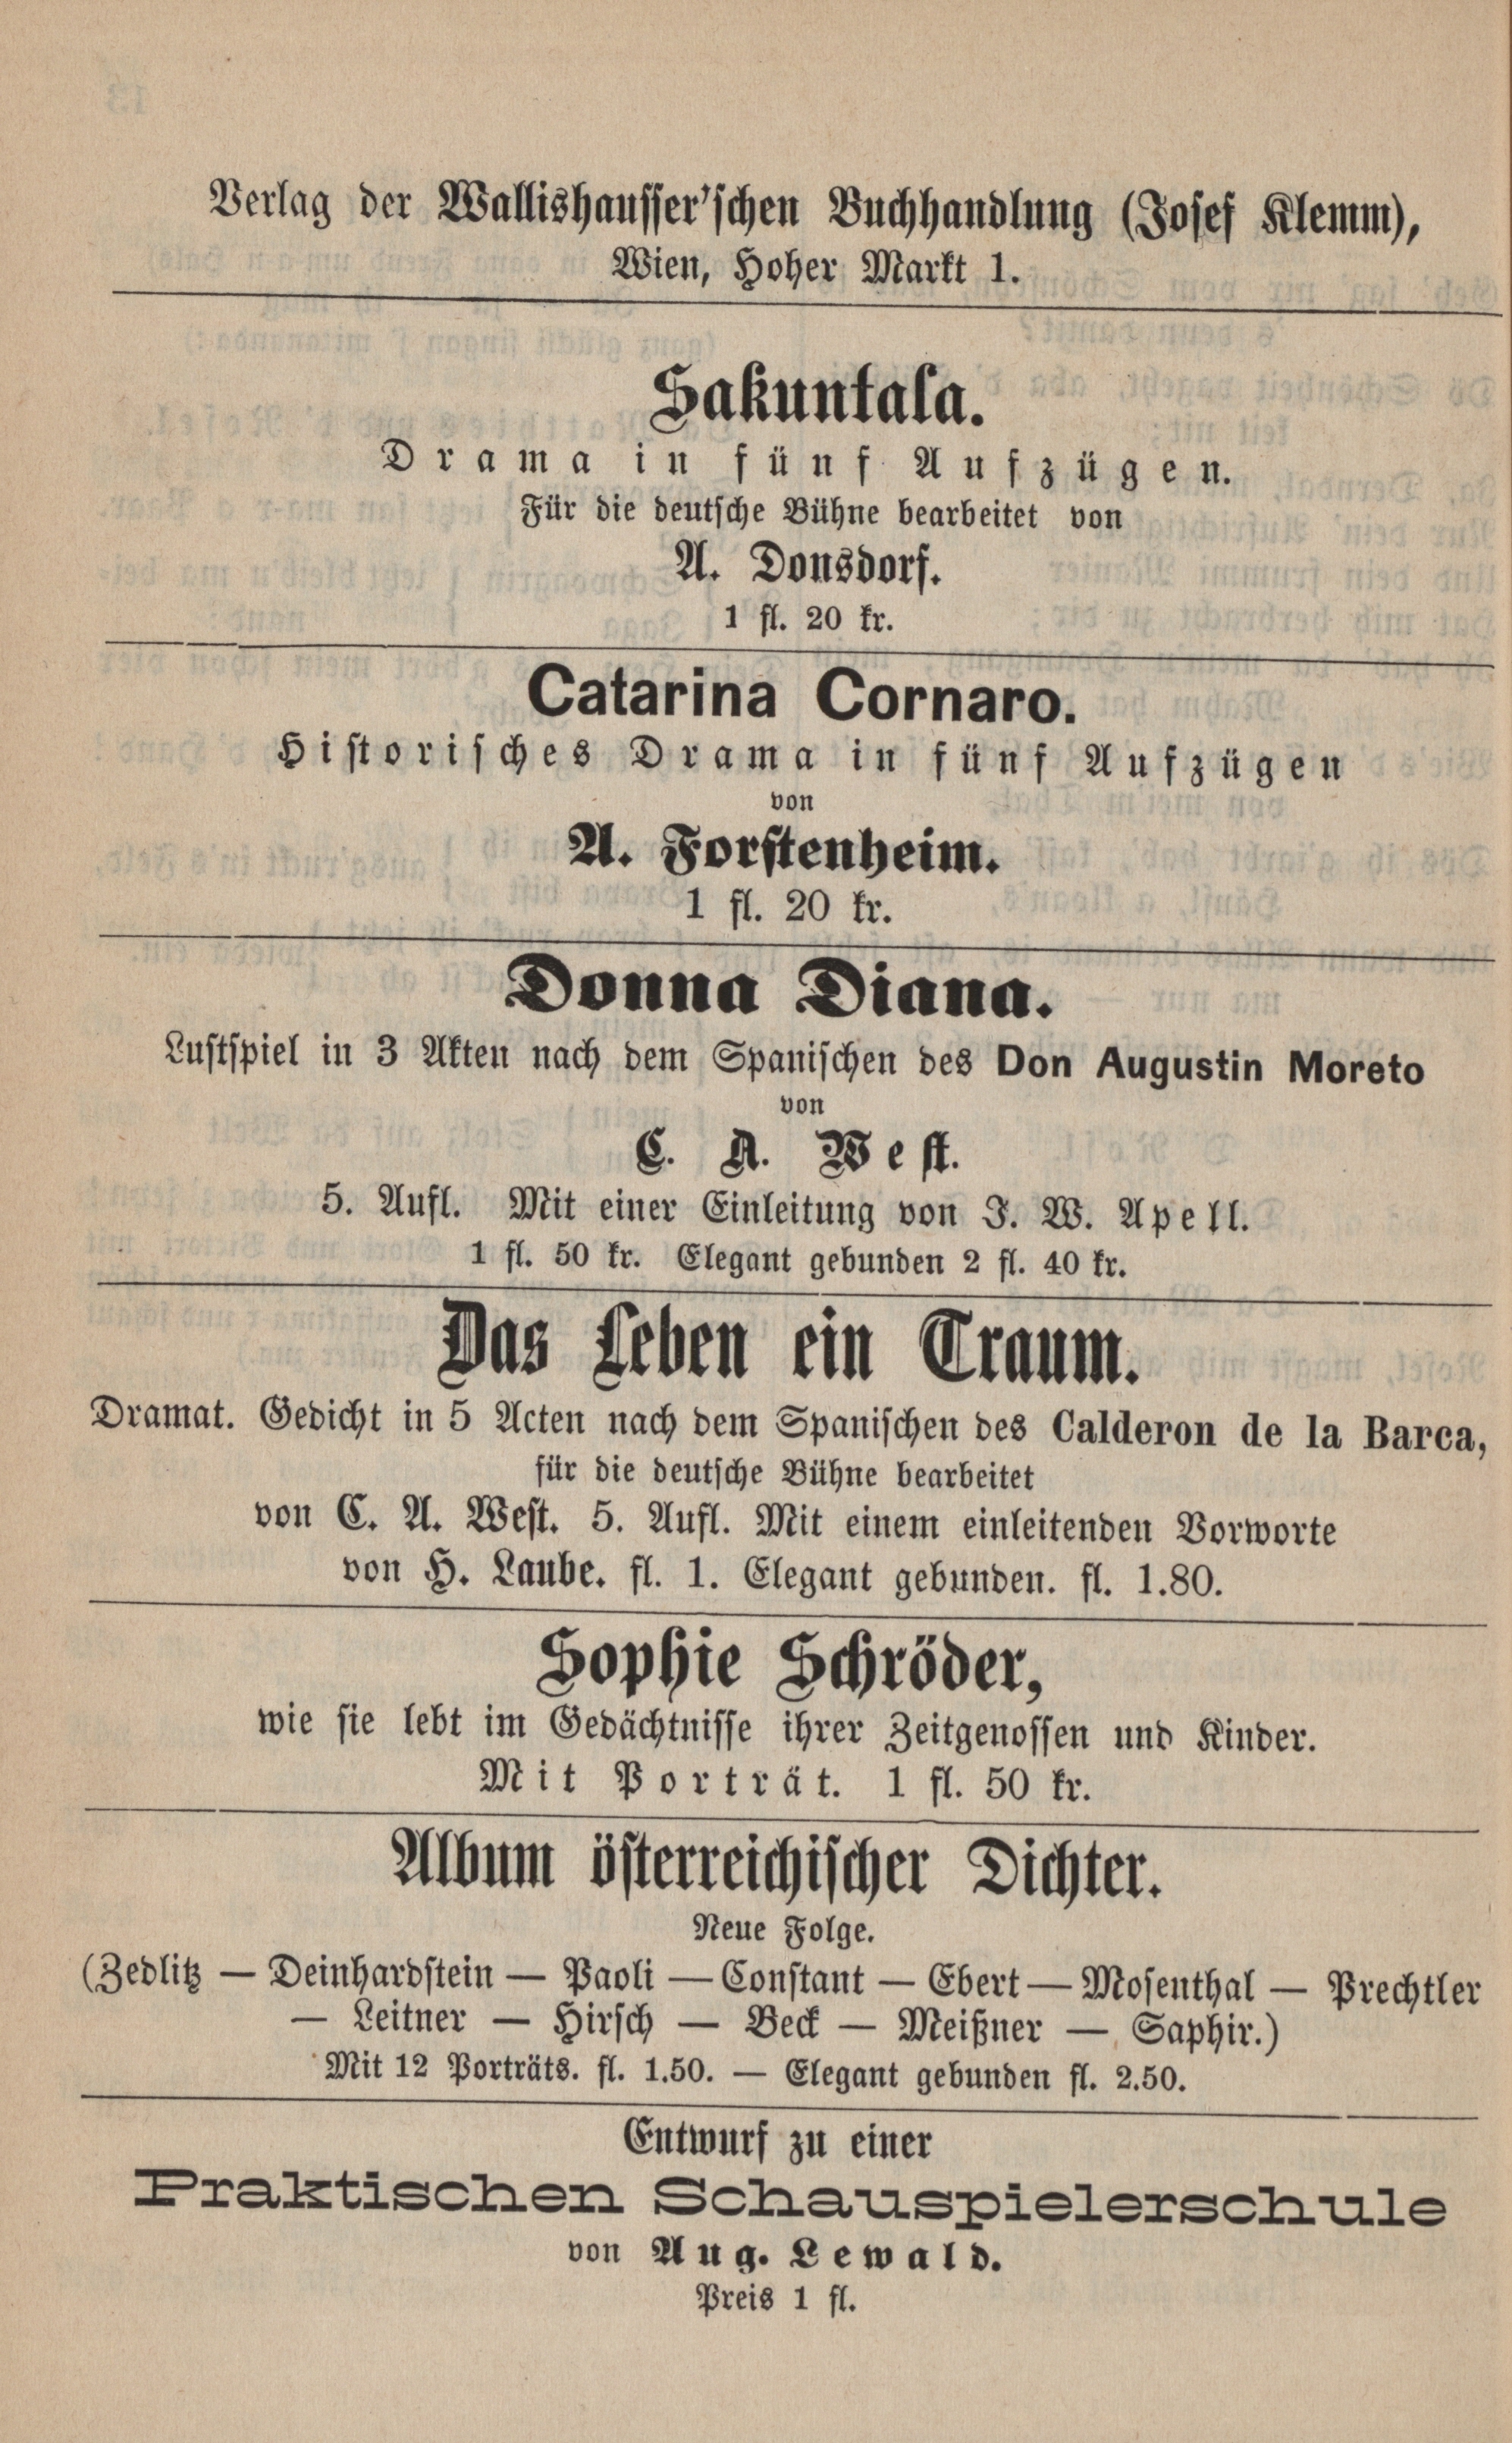 Verlag der Wallishausser'schen Buchhandlung (Josef Klemm),
Wien, Hoher Markt 1.
Sakuntala.
Drama in fünf Aufzügen.
Für die deutsche Bühne bearbeitet von
A. Donsdorf.
1 fl. 20 kr.
Catarina Cornaro.
Historisches Drama in fünf Aufzügen
von
A. Forstenheim.
1 fl. 20 kr.
Donna Diana.
Lustspiel in 3 Akten nach dem Spanischen des Don Augustin Moreto
von
C. A. West.
5. Aufl. Mit einer Einleitung von J. W. Apell.
1 fl. 50 kr. Elegant gebunden 2 fl. 40 kr.
Das Leben ein Traum.
Dramat. Gedicht in 5 Acten nach dem Spanischen des Calderon de la Barca,
für die deutsche Bühne bearbeitet
von C. A. West. 5. Aufl. Mit einem einleitenden Vorworte
von H. Laube. fl. 1. Elegant gebunden. fl. 1.80.
Sophie Schröder,
wie sie lebt im Gedächtnisse ihrer Zeitgenossen und Kinder.
Mit Porträt. 1 fl. 50 kr.
Album österreichischer Dichter.
Neue Folge.
(Zedlitz — Deinhardstein — Paoli — Constant — Ebert — Mosenthal — Prechtler
— Leitner — Hirsch — Beck — Meißner — Saphir.)
Mit 12 Porträts. fl. 1.50. — Elegant gebunden fl. 2.50.
Entwurf zu einer
Praktischen Schauspielerschule
von Aug. Lewald.
Preis 1 fl.